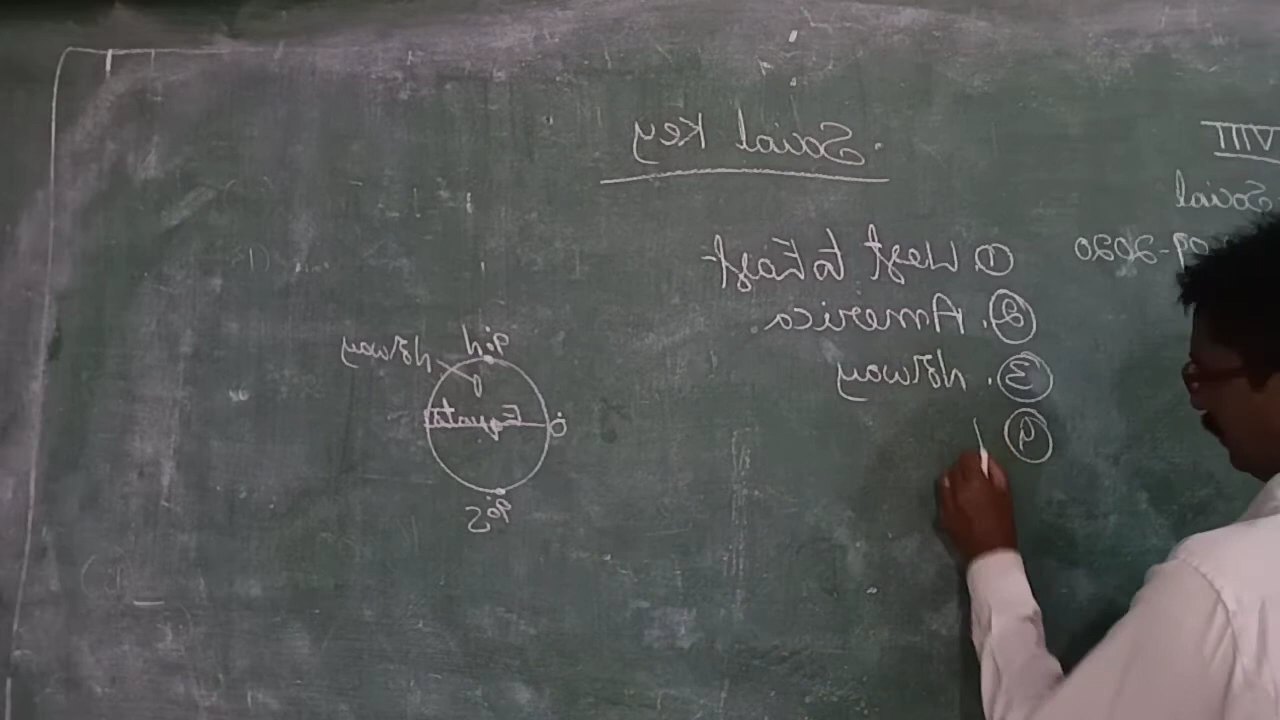 VIII
Social
-2020
Social Key
① West to East
② . America
③ . Norway
④
90°N
Norway
Equator
0°
90°S